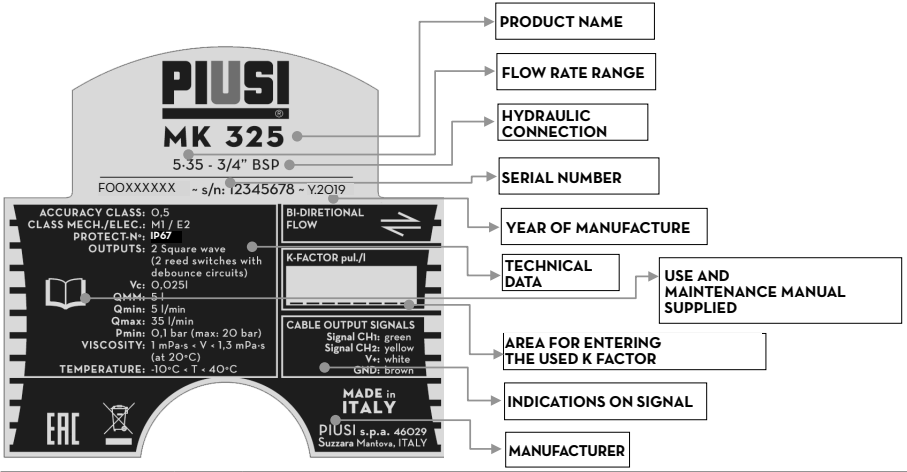 PRODUCT NAME
FLOW RATE RANGE
HYDRAULIC
CONNECTION
SERIAL NUMBER
YEAR OF MANUFACTURE
TECHNICAL
DATA
USE AND
MAINTENANCE MANUAL
SUPPLIED
AREA FOR ENTERING
THE USED K FACTOR
INDICATIONS ON SIGNAL
MANUFACTURER
PIUSI
®
MK 325
5·35 - 3/4” BSP
FOOXXXXXX ~ s/n: 12345678 ~ Y.2019
ACCURACY CLASS: 0,5
CLASS MECH./ELEC.: M1 / E2
PROTECT-N°: IP67
OUTPUTS: 2 Square wave
(2 reed switches with
debounce circuits)
Vc: 0,025l
QMM: 5 l
Qmin: 5 l/min
Qmax: 35 l/min
Pmin: 0,1 bar (max: 20 bar)
VISCOSITY: 1 mPa·s < V < 1,3 mPa·s
(at 20°C)
TEMPERATURE: -10°C < T < 40°C
BI-DIRETIONAL
FLOW
K-FACTOR pul./l
CABLE OUTPUT SIGNALS
Signal CH1: green
Signal CH2: yellow
V+: white
GND: brown
EAC
MADE in
ITALY
PIUSI s.p.a. 46029
Suzzara Mantova, ITALY